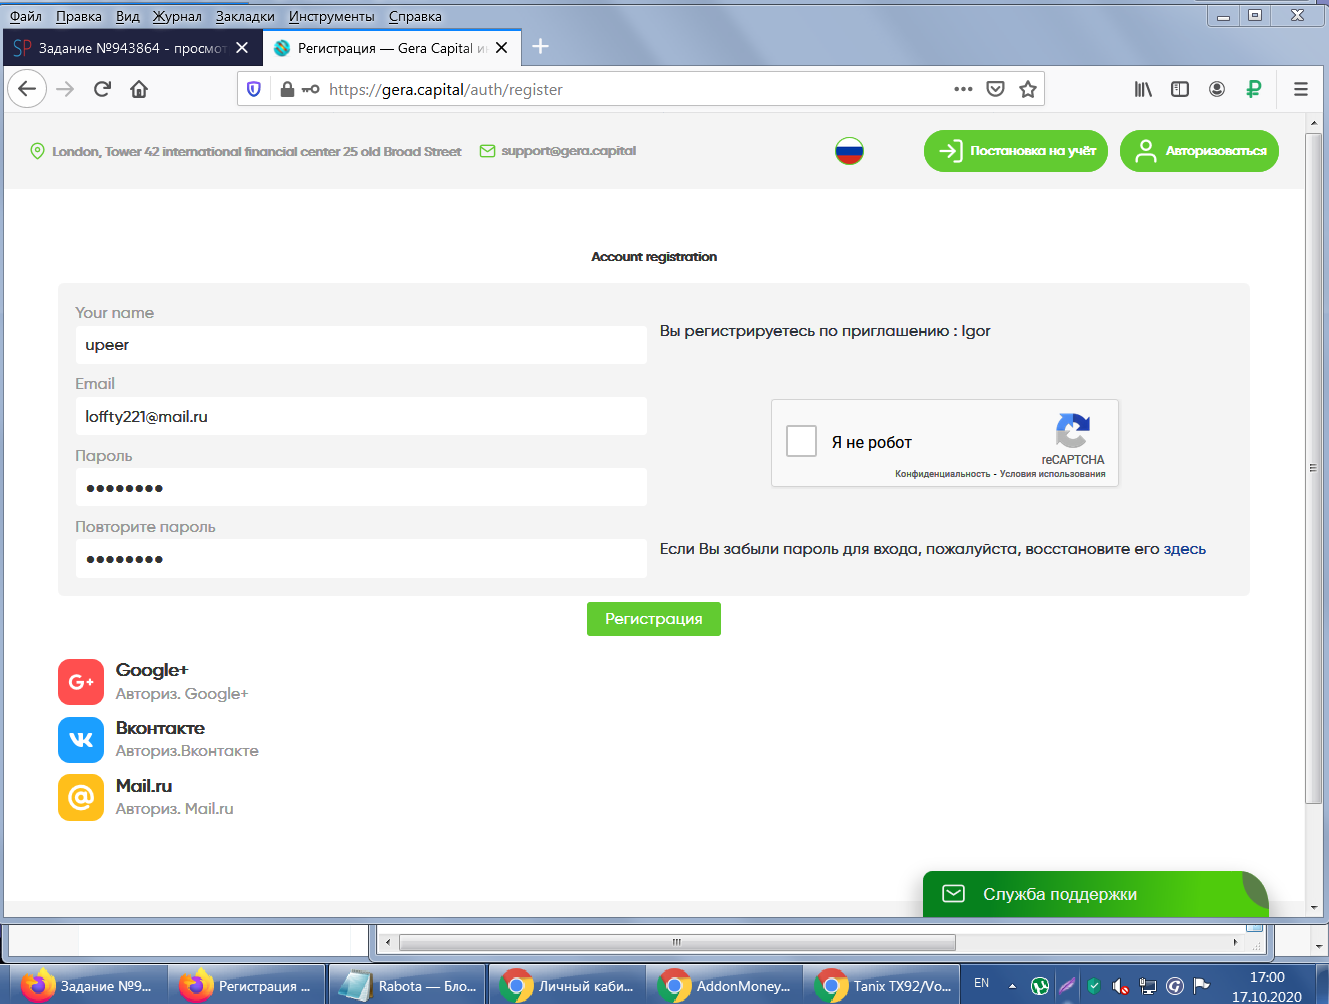 Файл Правка Вид Журнал Закладки Инструменты Справка
SP Задание №943864 - просмот
Регистрация — Gera Capital и
https://gera.capital/auth/register
London, Tower 42 international financial center 25 old Broad Street
support@gera.capital
Постановка на учёт
Авторизоваться
Account registration
Your name
upeer
Вы регистрируетесь по приглашению : Igor
Email
loffty221@mail.ru
Я не робот
reCAPTCHA
Конфиденциальность - Условия использования
Пароль
Повторите пароль
Если Вы забыли пароль для входа, пожалуйста, восстановите его здесь
Регистрация
G+
Google+
Авториз. Google+
Вконтакте
Авториз.Вконтакте
@
Mail.ru
Авториз. Mail.ru
Служба поддержки
Задание №9...
Регистрация ...
Rabota — Бло...
Личный каби...
AddonMoney...
Tanix TX92/Vo...
EN
17:00
17.10.2020